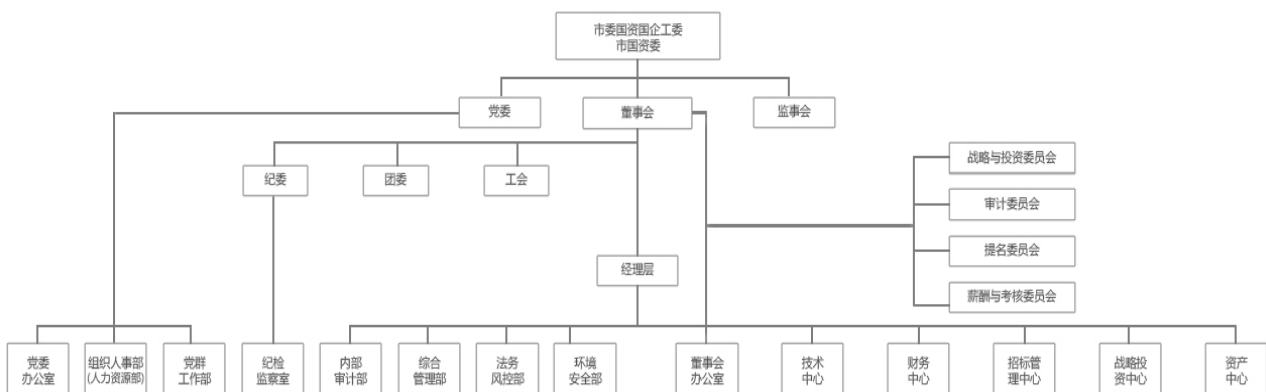 市委国资国企工委
市国资委
党委
董事会
监事会
战略与投资委员会
纪委
团委
工会
审计委员会
提名委员会
经理层
薪酬与考核委员会
党委
办公室
组织人事部
(人力资源部)
党群
工作部
纪检
监察室
内部
审计部
综合
管理部
法务
风控部
环境
安全部
董事会
办公室
技术
中心
财务
中心
招标管
理中心
战略投
资中心
资产
中心